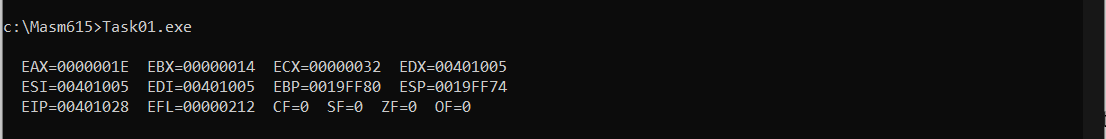 c:\Masm615>Task01.exe
EAX=0000001E  EBX=00000014  ECX=00000032  EDX=00401005
ESI=00401005  EDI=00401005  EBP=0019FF80  ESP=0019FF74
EIP=00401028  EFL=00000212  CF=0  SF=0  ZF=0  OF=0